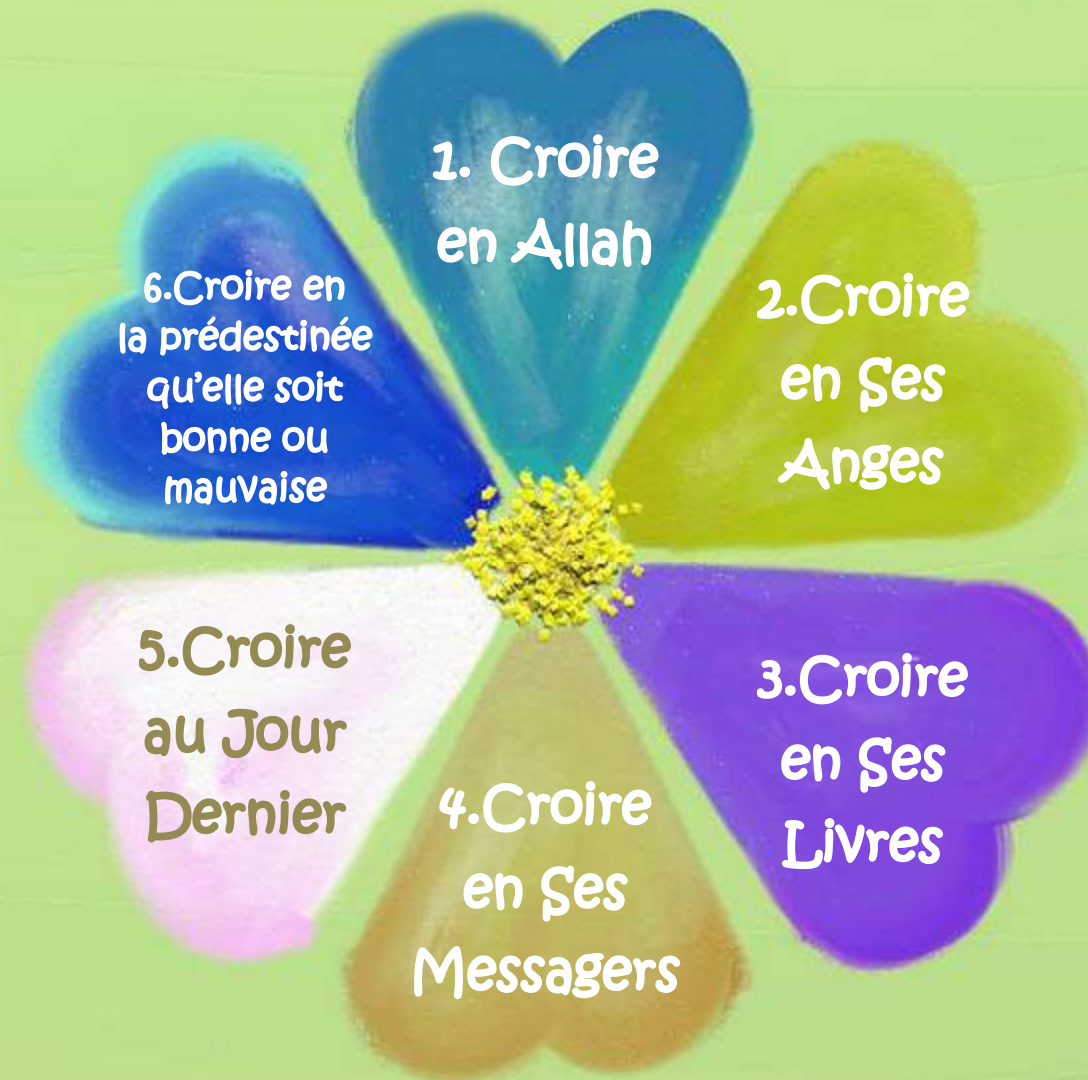 1. Croire
en Allah
2.Croire
en Ses
Anges
3.Croire
en Ses
Livres
4.Croire
en Ses
Messagers
5.Croire
au Jour
Dernier
6.Croire en
la prédestinée
qu'elle soit
bonne ou
mauvaise